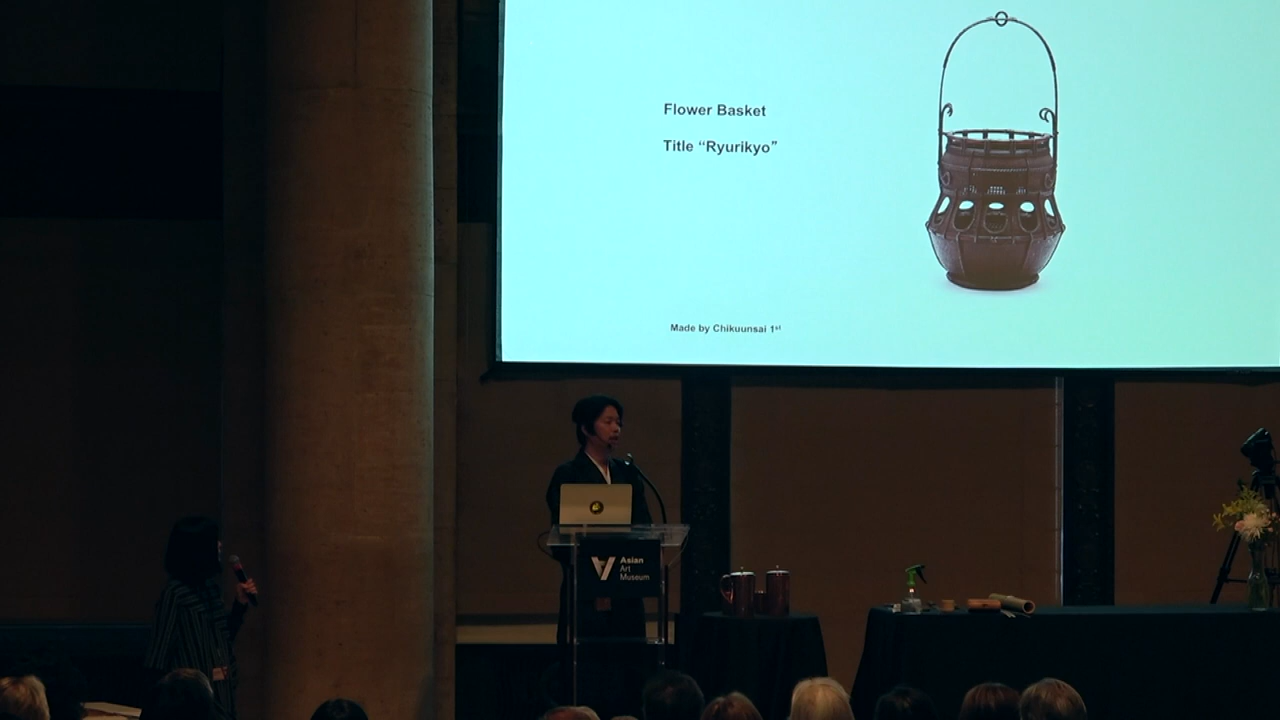 Flower Basket
Title “Ryurikyo”
Made by Chikuunsai 1st
Asian
Art
Museum